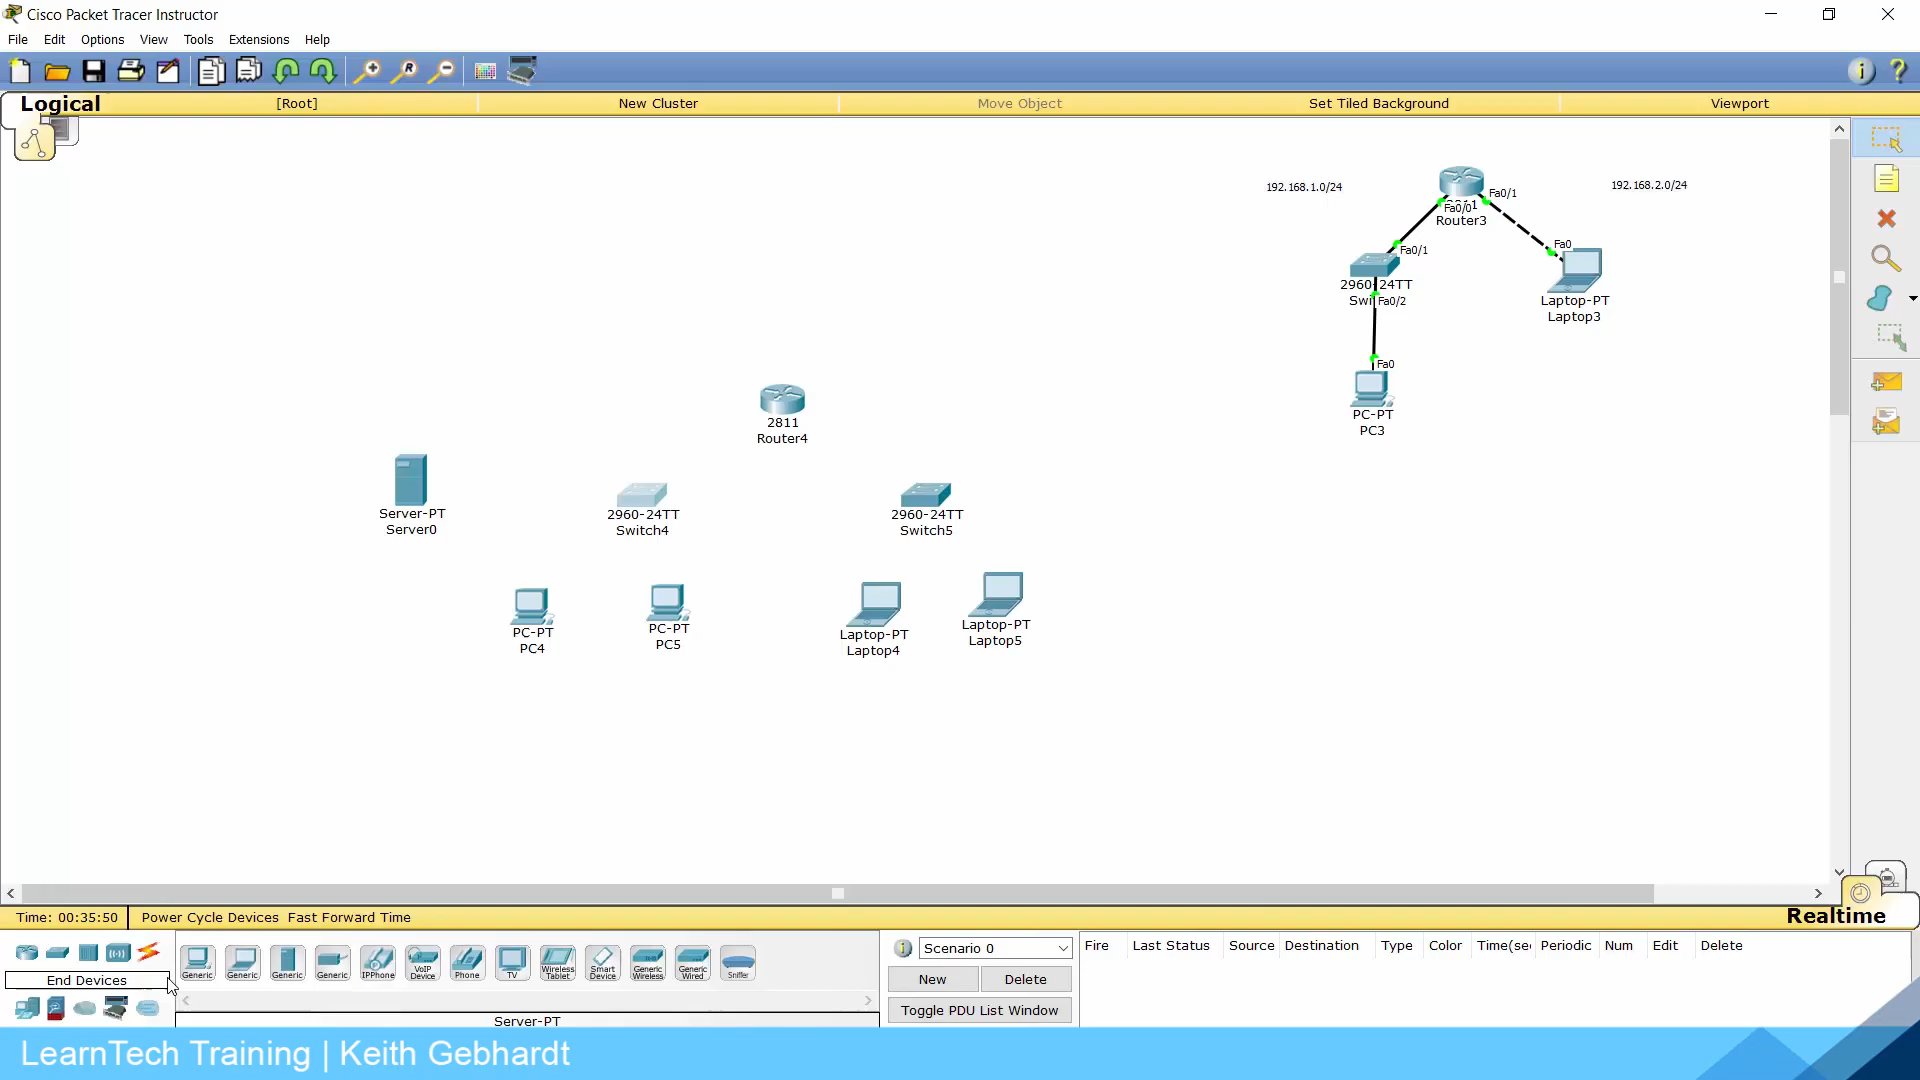 Cisco Packet Tracer Instructor
File Edit Options View Tools Extensions Help
Logical [Root] New Cluster Move Object Set Tiled Background Viewport
192.168.1.0/24
192.168.2.0/24
Fa0/1
Fa0/0
Router3
Fa0/1
Fa0
2960-24TT
Fa0/2
Laptop-PT
Laptop3
Fa0
PC-PT
PC3
2811
Router4
Server-PT
Server0
2960-24TT
Switch4
2960-24TT
Switch5
PC-PT
PC4
PC-PT
PC5
Laptop-PT
Laptop4
Laptop-PT
Laptop5
Time: 00:35:50 Power Cycle Devices Fast Forward Time
Realtime
End Devices
Generic Generic Generic Generic IPPhone VoIP Device Phone TV Wireless Tablet Smart Device Generic Wireless Generic Wired Sniffer
Server-PT
Scenario 0
New Delete
Toggle PDU List Window
Fire Last Status Source Destination Type Color Time(se Periodic Num Edit Delete
LearnTech Training | Keith Gebhardt